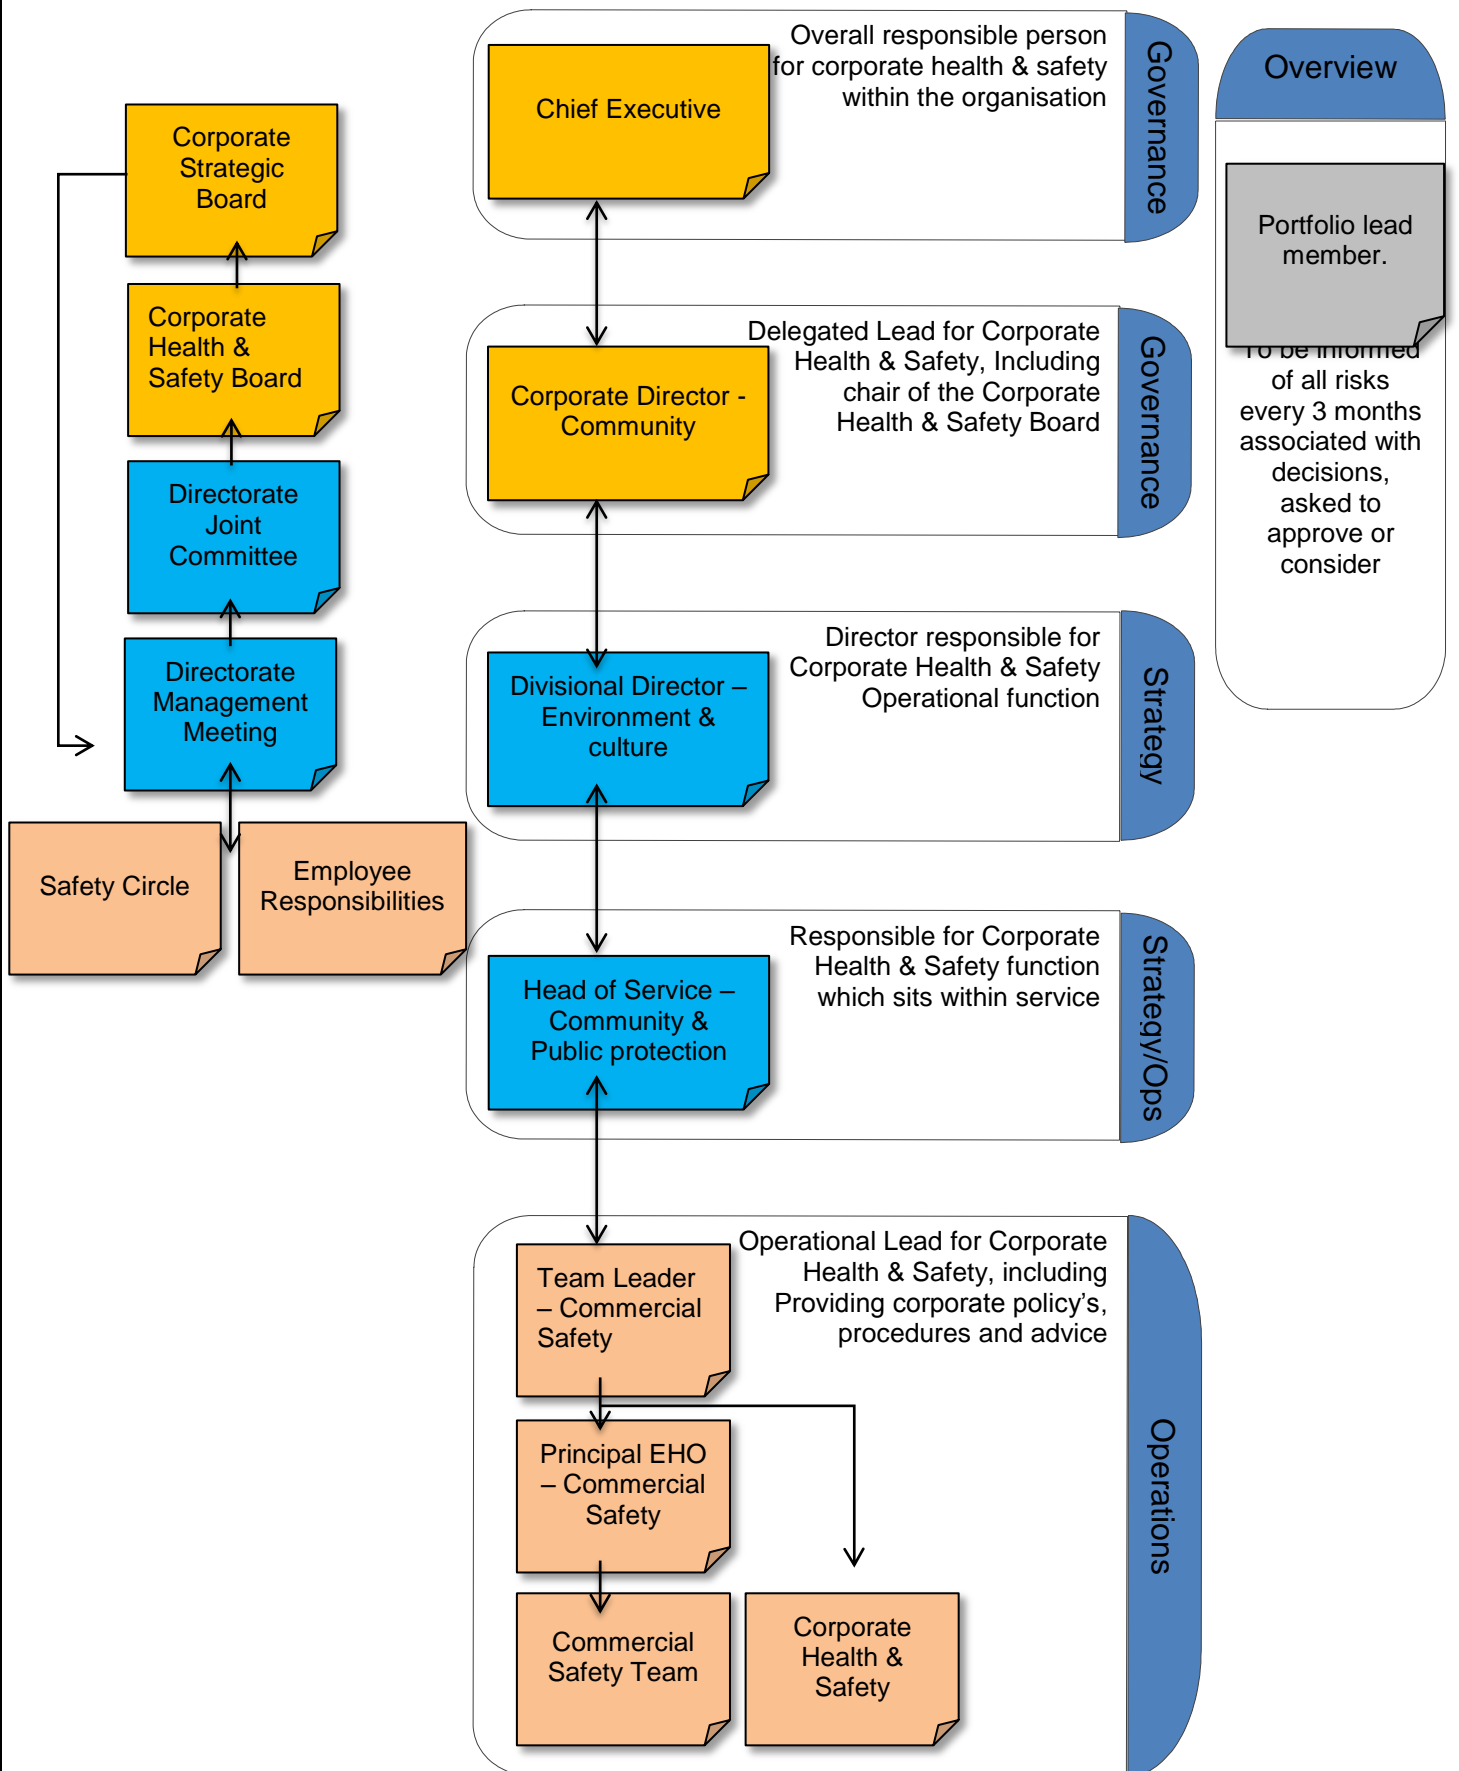 Corporate
Strategic
Board
Corporate
Health &
Safety Board
Directorate
Joint
Committee
Directorate
Management
Meeting
Safety Circle
Employee
Responsibilities
Chief Executive
Overall responsible person
for corporate health & safety
within the organisation
Governance
Corporate Director -
Community
Delegated Lead for Corporate
Health & Safety, Including
chair of the Corporate
Health & Safety Board
Governance
Divisional Director –
Environment &
culture
Director responsible for
Corporate Health & Safety
Operational function
Strategy
Head of Service –
Community &
Public protection
Responsible for Corporate
Health & Safety function
which sits within service
Strategy/Ops
Team Leader
– Commercial
Safety
Operational Lead for Corporate
Health & Safety, including
Providing corporate policy’s,
procedures and advice
Principal EHO
– Commercial
Safety
Commercial
Safety Team
Corporate
Health &
Safety
Operations
Overview
Portfolio lead
member.
To be informed
of all risks
every 3 months
associated with
decisions,
asked to
approve or
consider